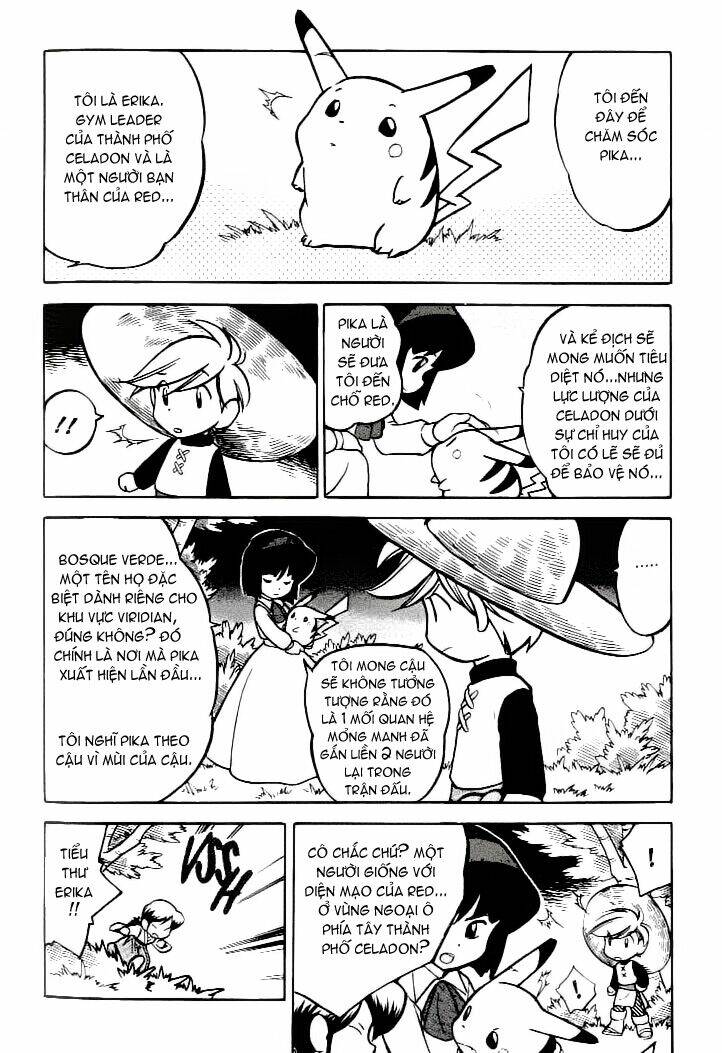 TÔI LÀ ERIKA.
GYM LEADER
CỦA THÀNH PHỐ
CELADON VÀ LÀ
MỘT NGƯỜI BẠN
THÂN CỦA RED...
TÔI ĐẾN
ĐÂY ĐỂ
CHĂM SÓC
PIKA...
!!
PIKA LÀ
NGƯỜI
SẼ ĐƯA
TÔI ĐẾN
CHỖ RED.
VÀ KẺ ĐỊCH SẼ
MONG MUỐN TIÊU
DIỆT NÓ...NHƯNG
LỰC LƯỢNG CỦA
CELADON DƯỚI
SỰ CHỈ HUY CỦA
TÔI CÓ LẼ SẼ ĐỦ
ĐỂ BẢO VỆ NÓ...
BOSQUE VERDE...
MỘT TÊN HỌ ĐẶC
BIỆT DÀNH RIÊNG CHO
KHU VỰC VIRIDIAN,
ĐÚNG KHÔNG? ĐÓ
CHÍNH LÀ NƠI MÀ PIKA
XUẤT HIỆN LẦN ĐẦU...
TÔI NGHĨ PIKA THEO
CẬU VÌ MÙI CỦA CẬU.
TÔI MONG CẬU
SẼ KHÔNG TƯỞNG
TƯỢNG RẰNG ĐÓ
LÀ 1 MỐI QUAN HỆ
MỎNG MANH ĐÃ
GẮN LIỀN 2 NGƯỜI
LẠI TRONG
TRẬN ĐẤU.
.....
TIỂU
THƯ
ERIKA
!!
VSSH
CÔ CHẮC CHỨ? MỘT
NGƯỜI GIỐNG VỚI
DIỆN MẠO CỦA RED...
Ở VÙNG NGOẠI Ô
PHÍA TÂY THÀNH
PHỐ CELADON?
!
!